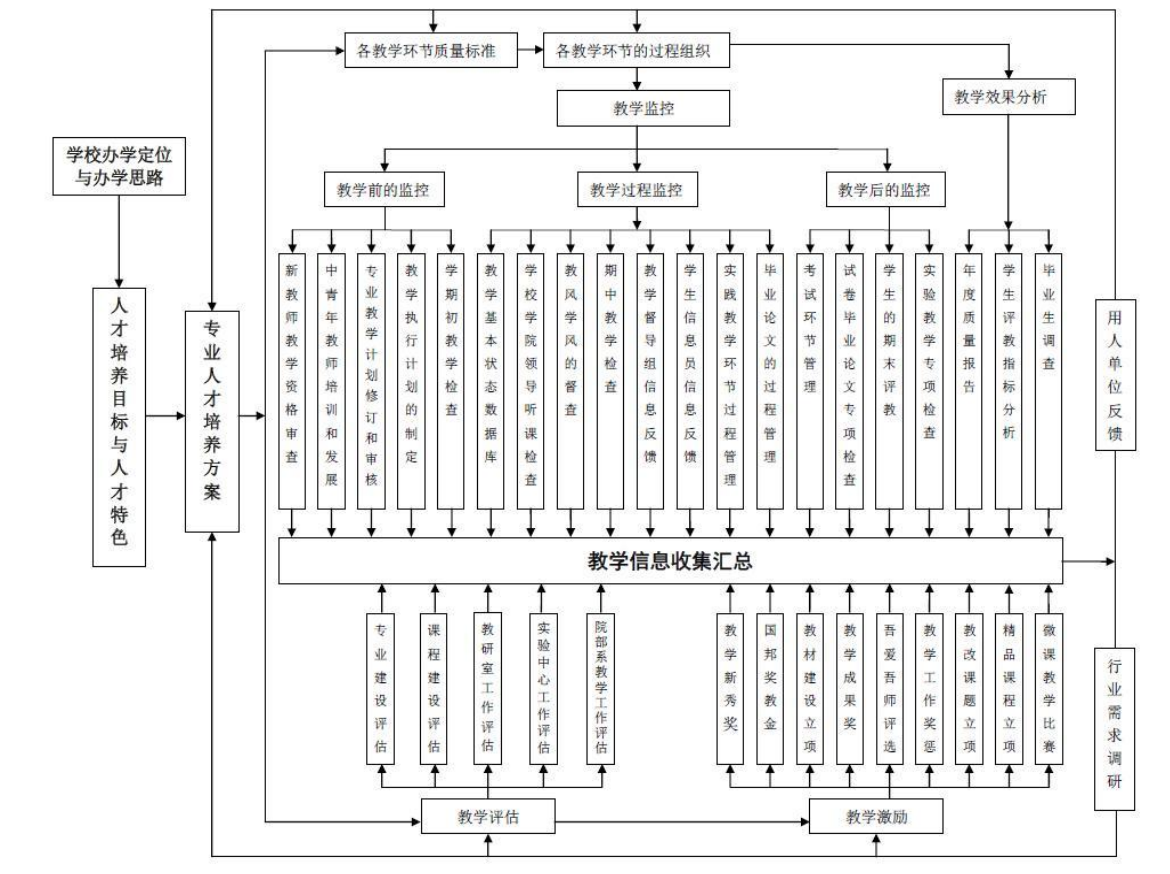 各教学环节质量标准
各教学环节的过程组织
教学效果分析
教学监控
学校办学定位
与办学思路
教学前的监控
教学过程监控
教学后的监控
新教师教学资格审查
中青年教师培训和发展
专业教学计划修订和审核
教学执行计划的制定
学期初教学检查
教学基本状态数据库
学校学院领导听课检查
教风学风的督查
期中教学检查
教学督导组信息反馈
学生信息员信息反馈
实践教学环节过程管理
毕业论文的过程管理
考试环节管理
试卷毕业论文专项检查
学生的期末评教
实验教学专项检查
年度质量报告
学生评教指标分析
毕业生调查
人才培养目标与人才特色
专业人才培养方案
用人单位反馈
教学信息收集汇总
专业建设评估
课程建设评估
教研室工作评估
实验中心工作评估
院部系教学工作评估
教学新秀奖
国邦奖教金
教材建设立项
教学成果奖
吾爱吾师评选
教学工作奖惩
教改课题立项
精品课程立项
微课教学比赛
行业需求调研
教学评估
教学激励